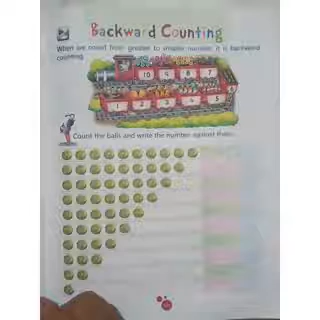 Backward Counting
When we count from greater to smaller number it is backward
counting.
10 9 8 7
1 2 3 4 5
Count the balls and write the number against them.